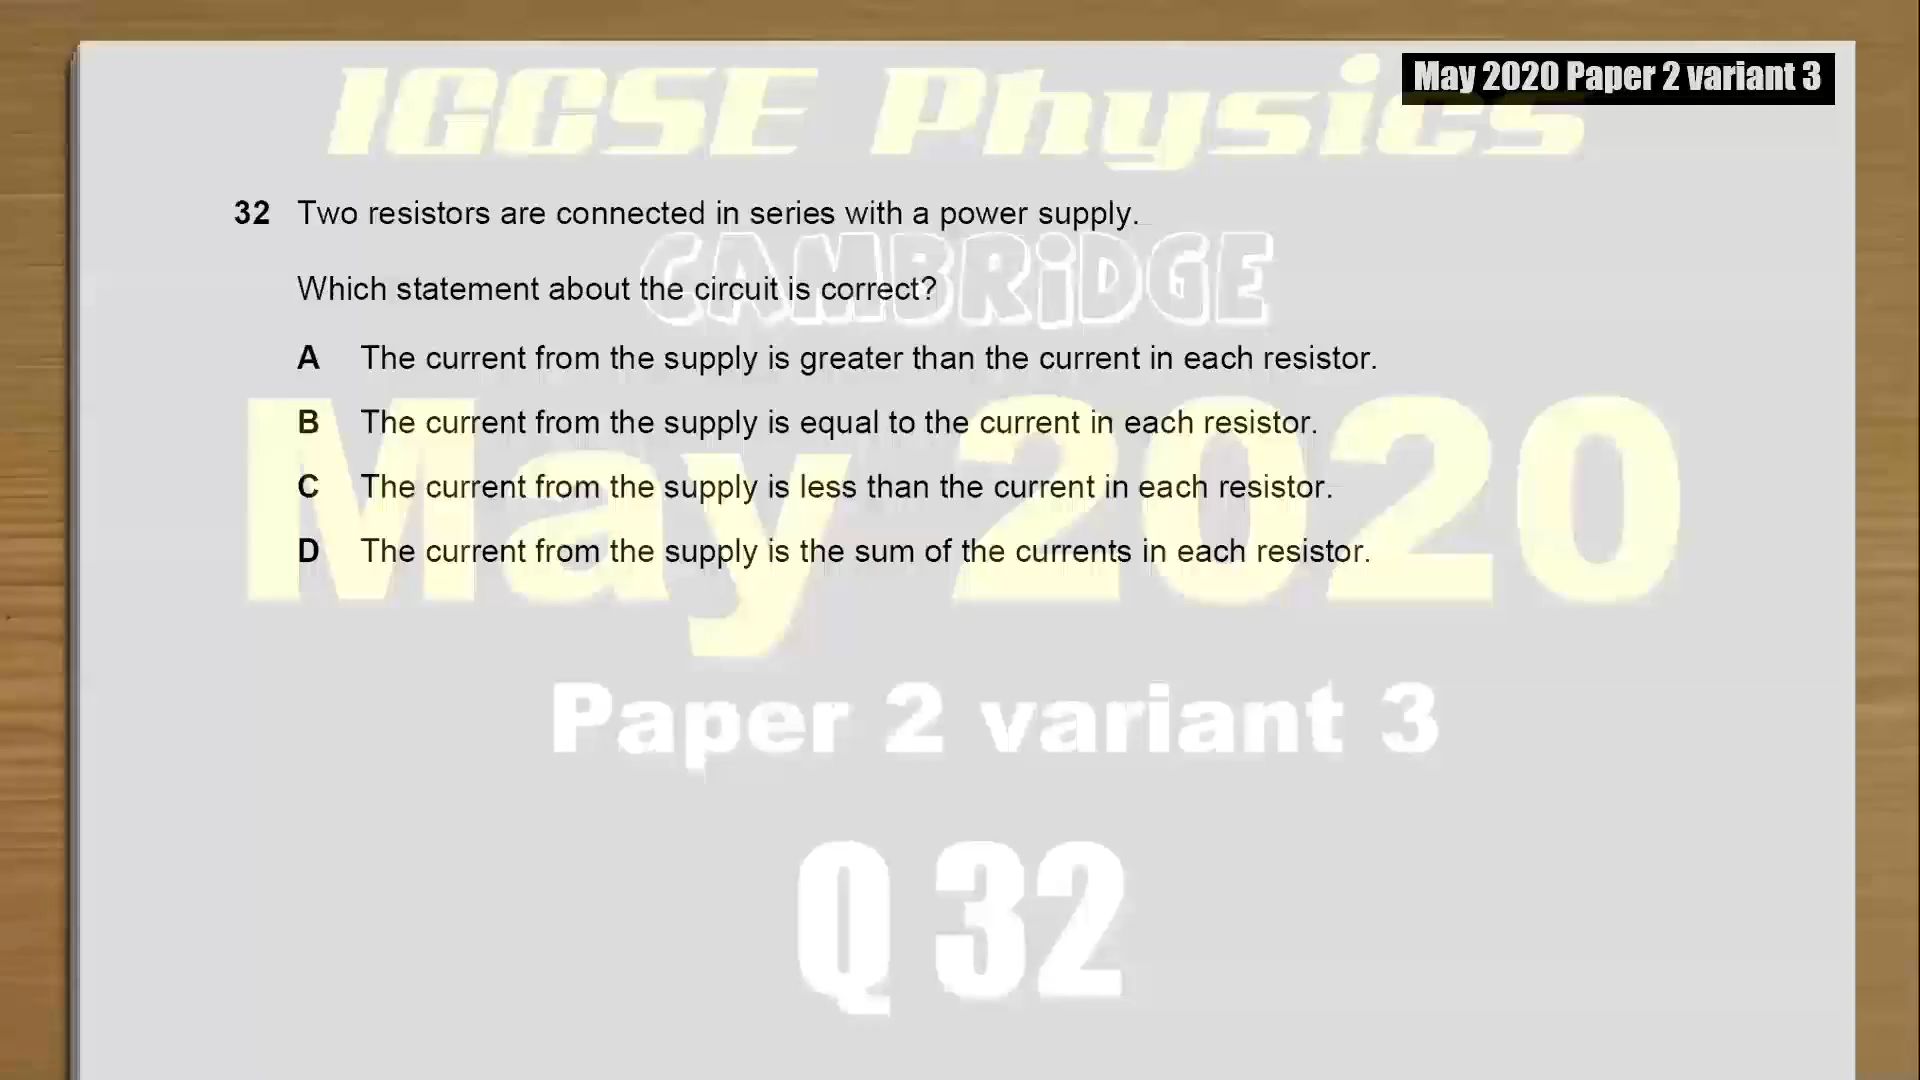 IGCSE Physics
May 2020 Paper 2 variant 3
32 Two resistors are connected in series with a power supply.
CAMBRiDGE
Which statement about the circuit is correct?
A The current from the supply is greater than the current in each resistor.
B The current from the supply is equal to the current in each resistor.
C The current from the supply is less than the current in each resistor.
D The current from the supply is the sum of the currents in each resistor.
May 2020
Paper 2 variant 3
Q 32